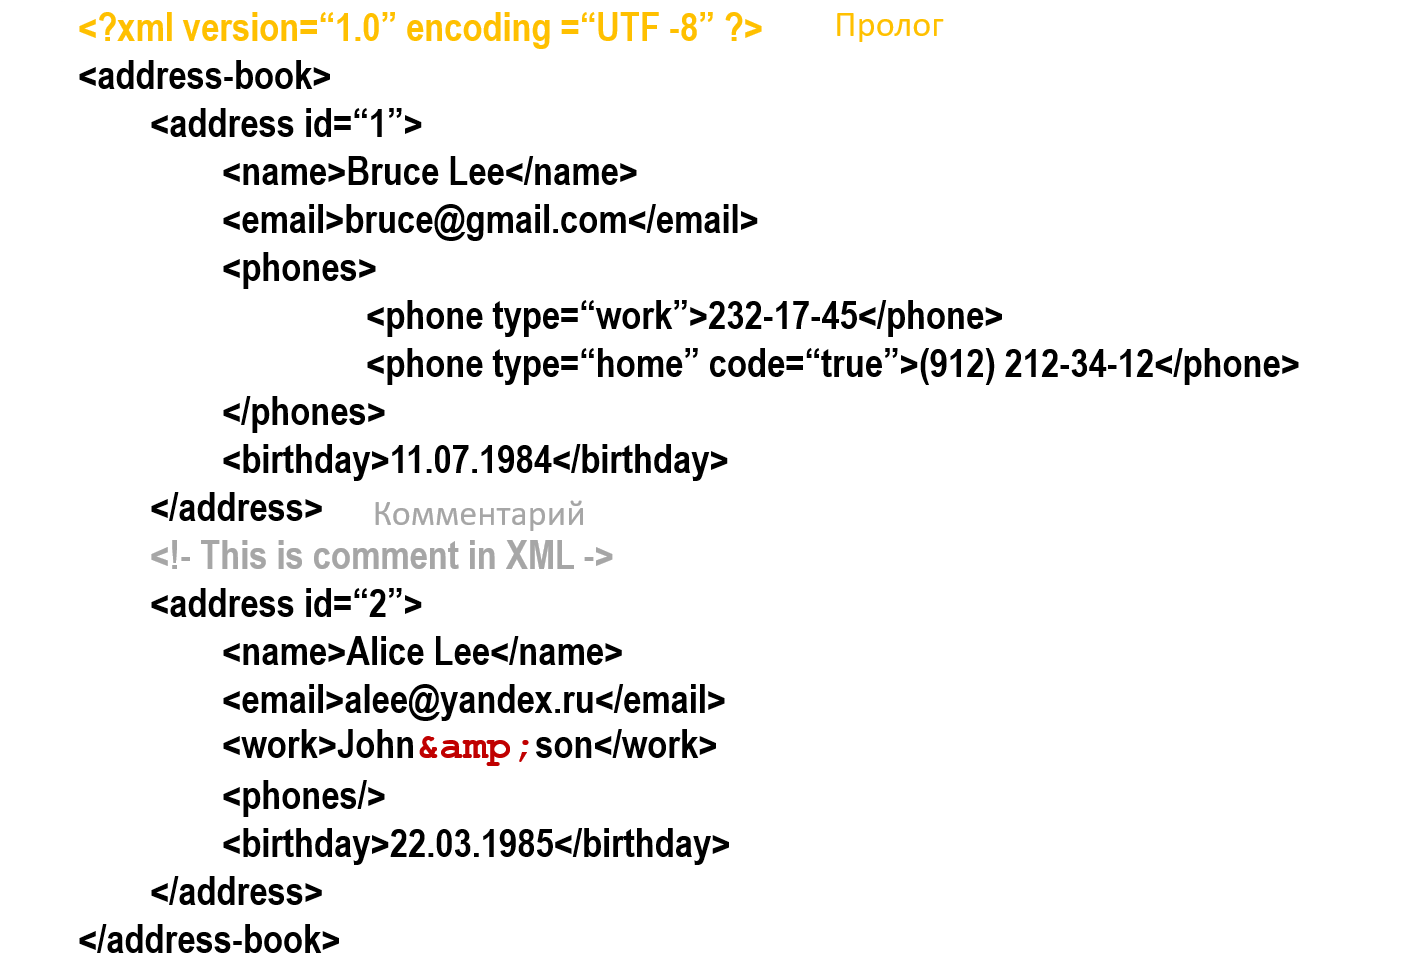 <?xml version=“1.0” encoding =“UTF -8” ?> Пролог
<address-book>
<address id=“1”>
<name>Bruce Lee</name>
<email>bruce@gmail.com</email>
<phones>
<phone type=“work”>232-17-45</phone>
<phone type=“home” code=“true”>(912) 212-34-12</phone>
</phones>
<birthday>11.07.1984</birthday>
</address> Комментарий
<!- This is comment in XML ->
<address id=“2”>
<name>Alice Lee</name>
<email>alee@yandex.ru</email>
<work>John&amp;son</work>
<phones/>
<birthday>22.03.1985</birthday>
</address>
</address-book>